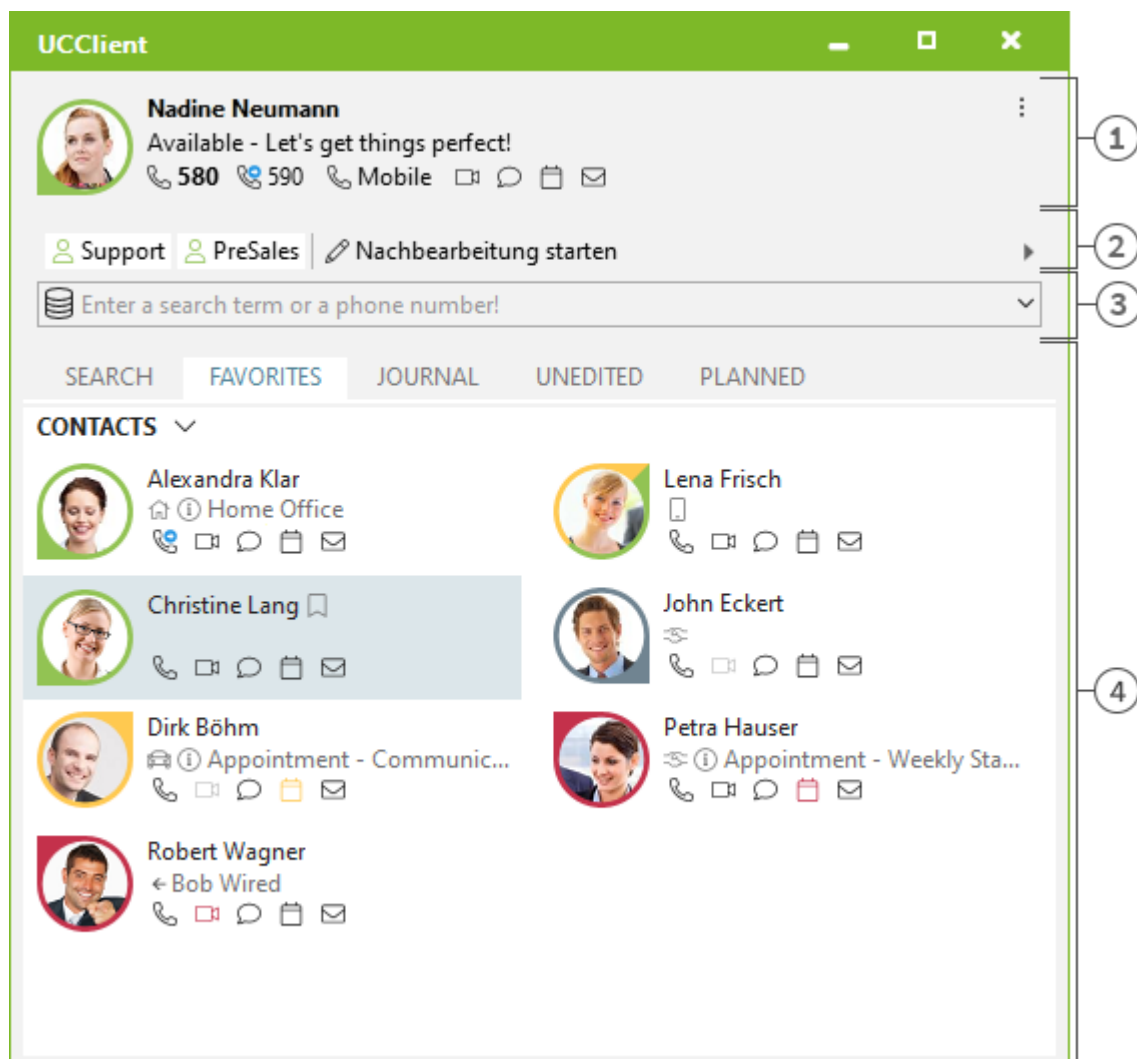 UCClient
Nadine Neumann
Available - Let's get things perfect!
580 590 Mobile
1
Support PreSales Nachbearbeitung starten
2
Enter a search term or a phone number!
3
SEARCH FAVORITES JOURNAL UNEDITED PLANNED
CONTACTS
Alexandra Klar
Home Office
Lena Frisch
Christine Lang
John Eckert
4
Dirk Böhm
Appointment - Communic...
Petra Hauser
Appointment - Weekly Sta...
Robert Wagner
Bob Wired